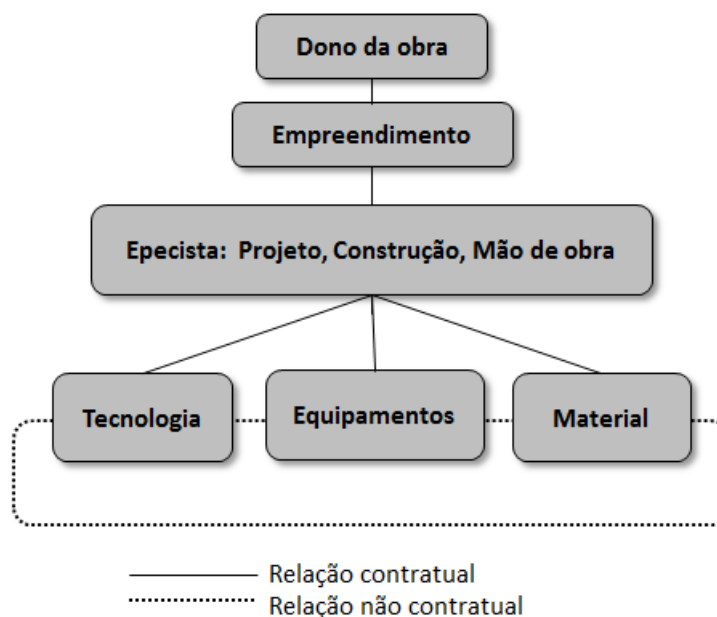 Dono da obra
Empreendimento
Epecista: Projeto, Construção, Mão de obra
Tecnologia
Equipamentos
Material
Relação contratual
Relação não contratual